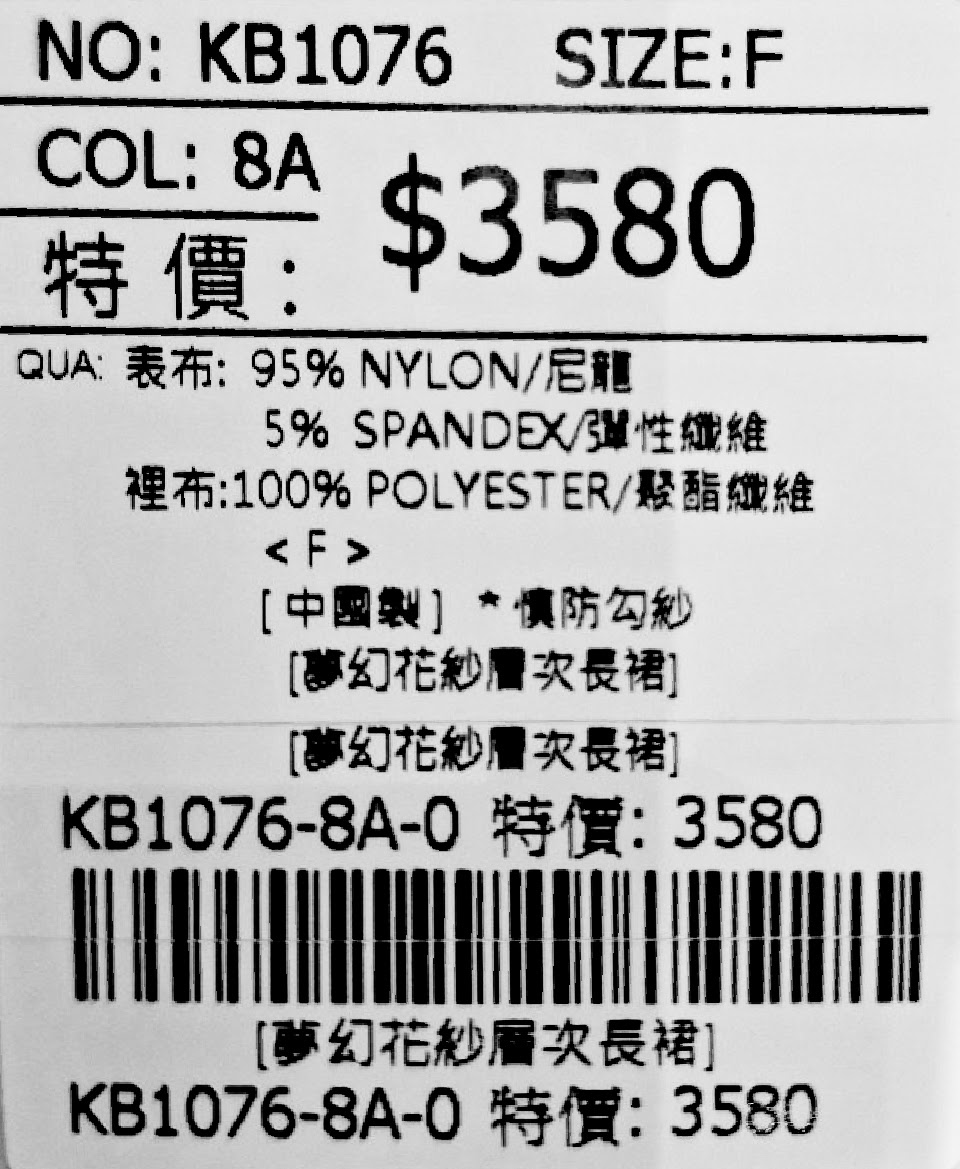 NO: KB1076 SIZE:F
COL: 8A
$3580
特價:
QUA: 表布: 95% NYLON/尼龍
5% SPANDEX/彈性纖維
裡布:100% POLYESTER/聚酯纖維
< F >
[中國製] *慎防勾紗
[夢幻花紗層次長裙]
[夢幻花紗層次長裙]
KB1076-8A-0 特價: 3580
[夢幻花紗層次長裙]
KB1076-8A-0 特價: 3580